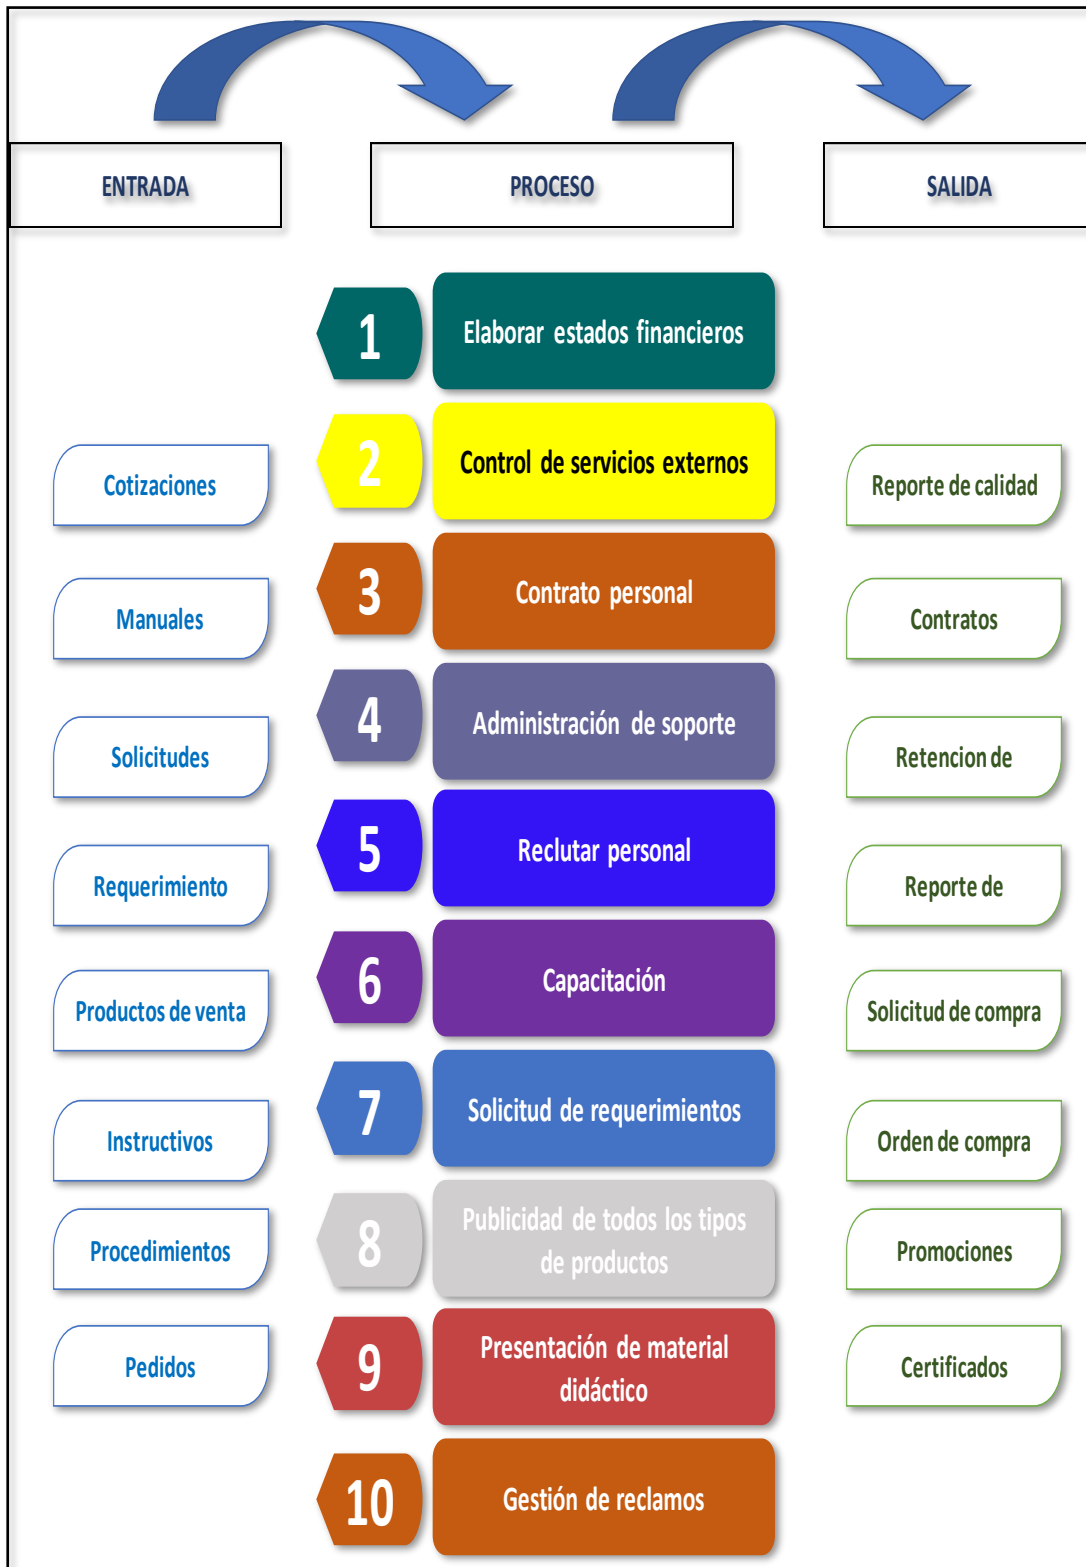 ENTRADA
PROCESO
SALIDA
1
Elaborar estados financieros
2
Control de servicios externos
Cotizaciones
Reporte de calidad
3
Contrato personal
Manuales
Contratos
4
Administración de soporte
Solicitudes
Retencion de
5
Reclutar personal
Requerimiento
Reporte de
6
Capacitación
Productos de venta
Solicitud de compra
7
Solicitud de requerimientos
Instructivos
Orden de compra
8
Publicidad de todos los tipos
de productos
Procedimientos
Promociones
9
Presentación de material
didáctico
Pedidos
Certificados
10
Gestión de reclamos